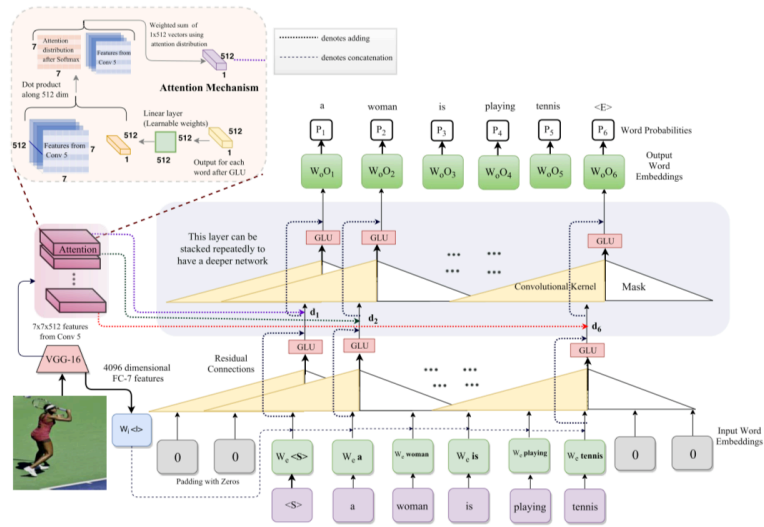 Weighted sum of
1x512 vectors using
attention distribution
7
Attention
distribution
after Softmax
7
Features from
Conv 5
512
1
denotes adding
denotes concatenation
Dot product
along 512 dim
Attention Mechanism
Linear layer
(Learnable weights)
512
Features from
Conv 5
7
7
512
1
512
512
512
1
Output for each
word after GLU
a
woman
is
playing
tennis
<E>
P1
P2
P3
P4
P5
P6
Word Probabilities
WoO1
WoO2
WoO3
WoO4
WoO5
WoO6
Output
Word
Embeddings
This layer can be
stacked repeatedly to
have a deeper network
GLU
GLU
GLU
Convolutional Kernel
Mask
Attention
7x7x512 features
from Conv 5
d1
d2
d6
VGG-16
4096 dimensional
FC-7 features
Residual
Connections
GLU
GLU
GLU
Wi <I>
Input Word
Embeddings
0
0
We <S>
We a
We woman
We is
We playing
We tennis
0
0
Padding with Zeros
<S>
a
woman
is
playing
tennis